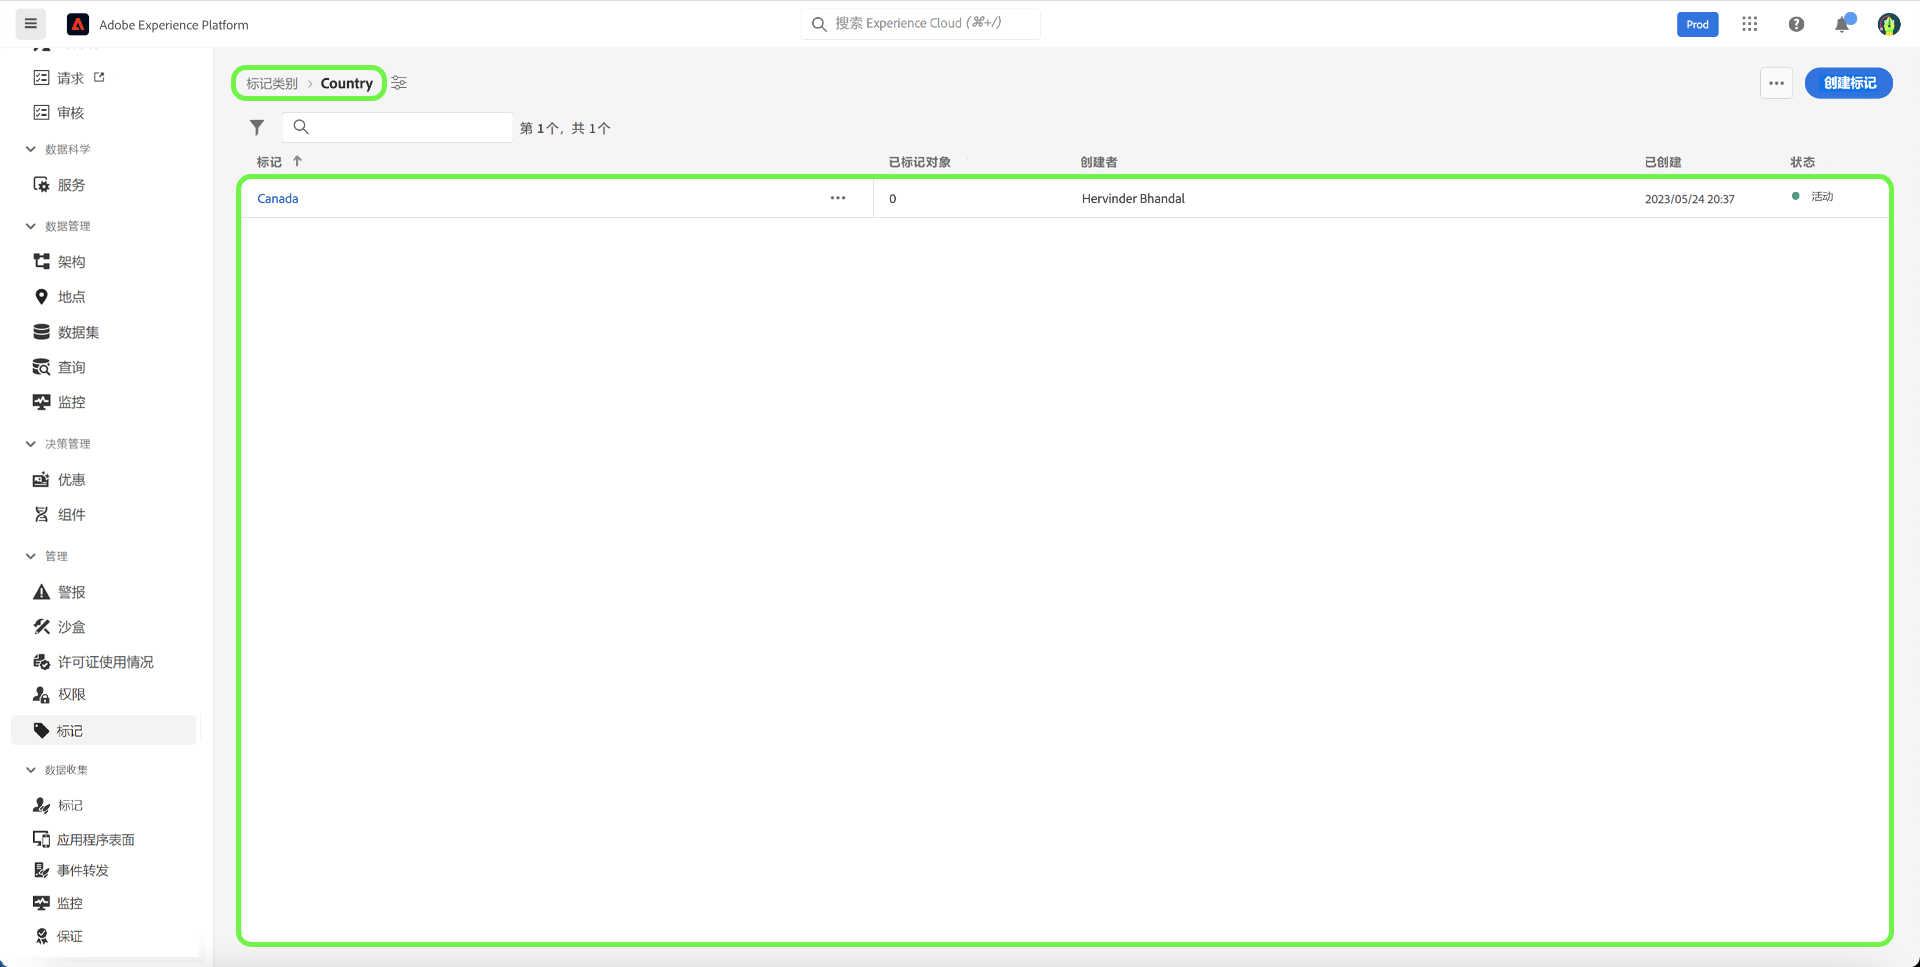 Adobe Experience Platform
搜索 Experience Cloud (⌘+/)
Prod
请求
审核
数据科学
服务
数据管理
架构
地点
数据集
查询
监控
决策管理
优惠
组件
管理
警报
沙盒
许可证使用情况
权限
标记
数据收集
标记
应用程序表面
事件转发
监控
保证
标记类别 › Country
创建标记
第 1个，共 1个
标记 已标记对象 创建者 已创建 状态
Canada 0 Hervinder Bhandal 2023/05/24 20:37 活动